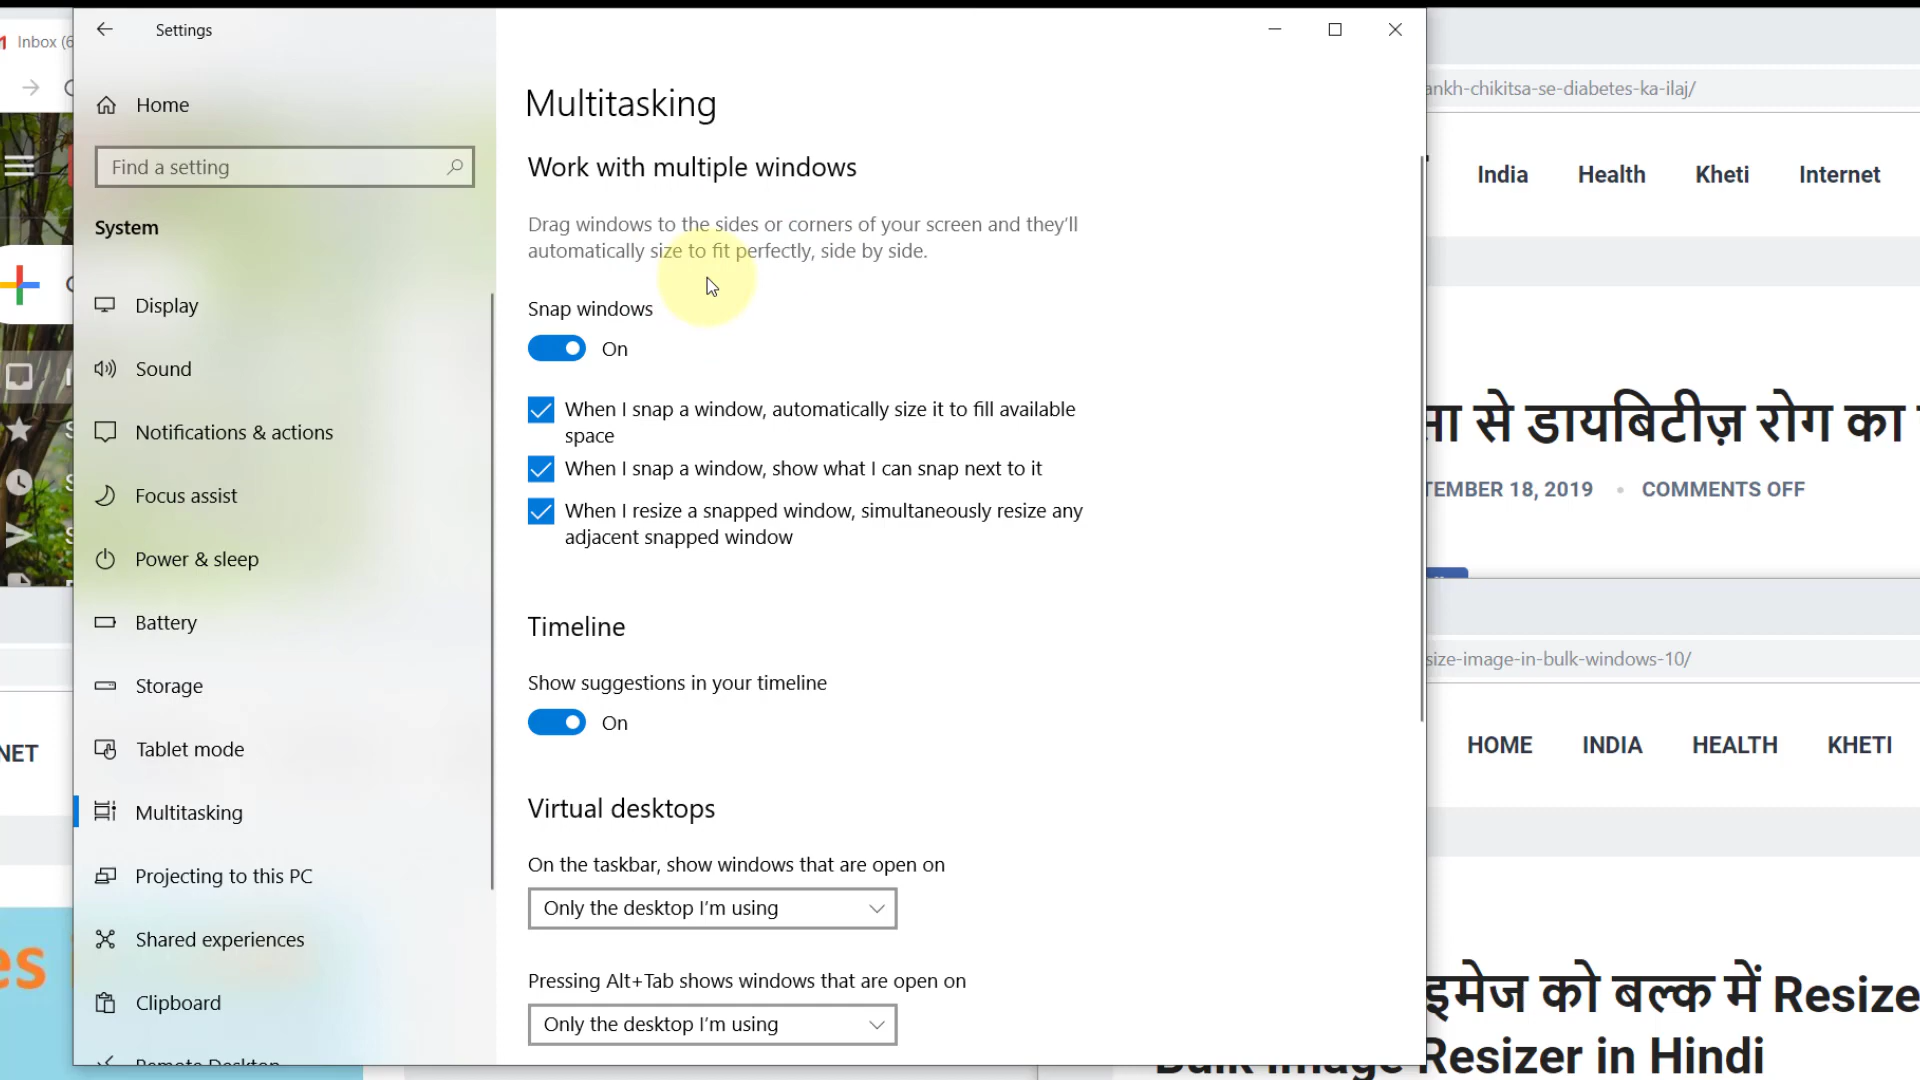 Settings
Inbox (6
Home
Find a setting
System
Display
Sound
Notifications & actions
Focus assist
Power & sleep
Battery
Storage
Tablet mode
Multitasking
Projecting to this PC
Shared experiences
Clipboard
Remote Desktop
Multitasking
Work with multiple windows
Drag windows to the sides or corners of your screen and they'll
automatically size to fit perfectly, side by side.
Snap windows
On
When I snap a window, automatically size it to fill available
space
When I snap a window, show what I can snap next to it
When I resize a snapped window, simultaneously resize any
adjacent snapped window
Timeline
Show suggestions in your timeline
On
Virtual desktops
On the taskbar, show windows that are open on
Only the desktop I'm using
Pressing Alt+Tab shows windows that are open on
Only the desktop I'm using
ankh-chikitsa-se-diabetes-ka-ilaj/
India Health Kheti Internet
से डायबिटीज़ रोग का
TEMBER 18, 2019 • COMMENTS OFF
size-image-in-bulk-windows-10/
HOME INDIA HEALTH KHETI
इमेज को बल्क में Resize
Bulk Image Resizer in Hindi
NET
es